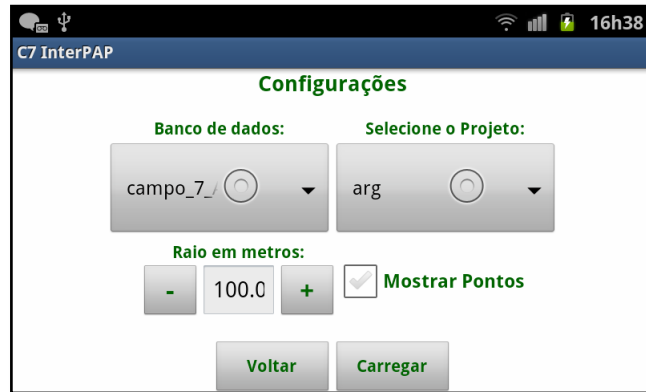 16h38
C7 InterPAP
Configurações
Banco de dados: Selecione o Projeto:
campo_7_ arg
Raio em metros:
- 100.0 + Mostrar Pontos
Voltar Carregar